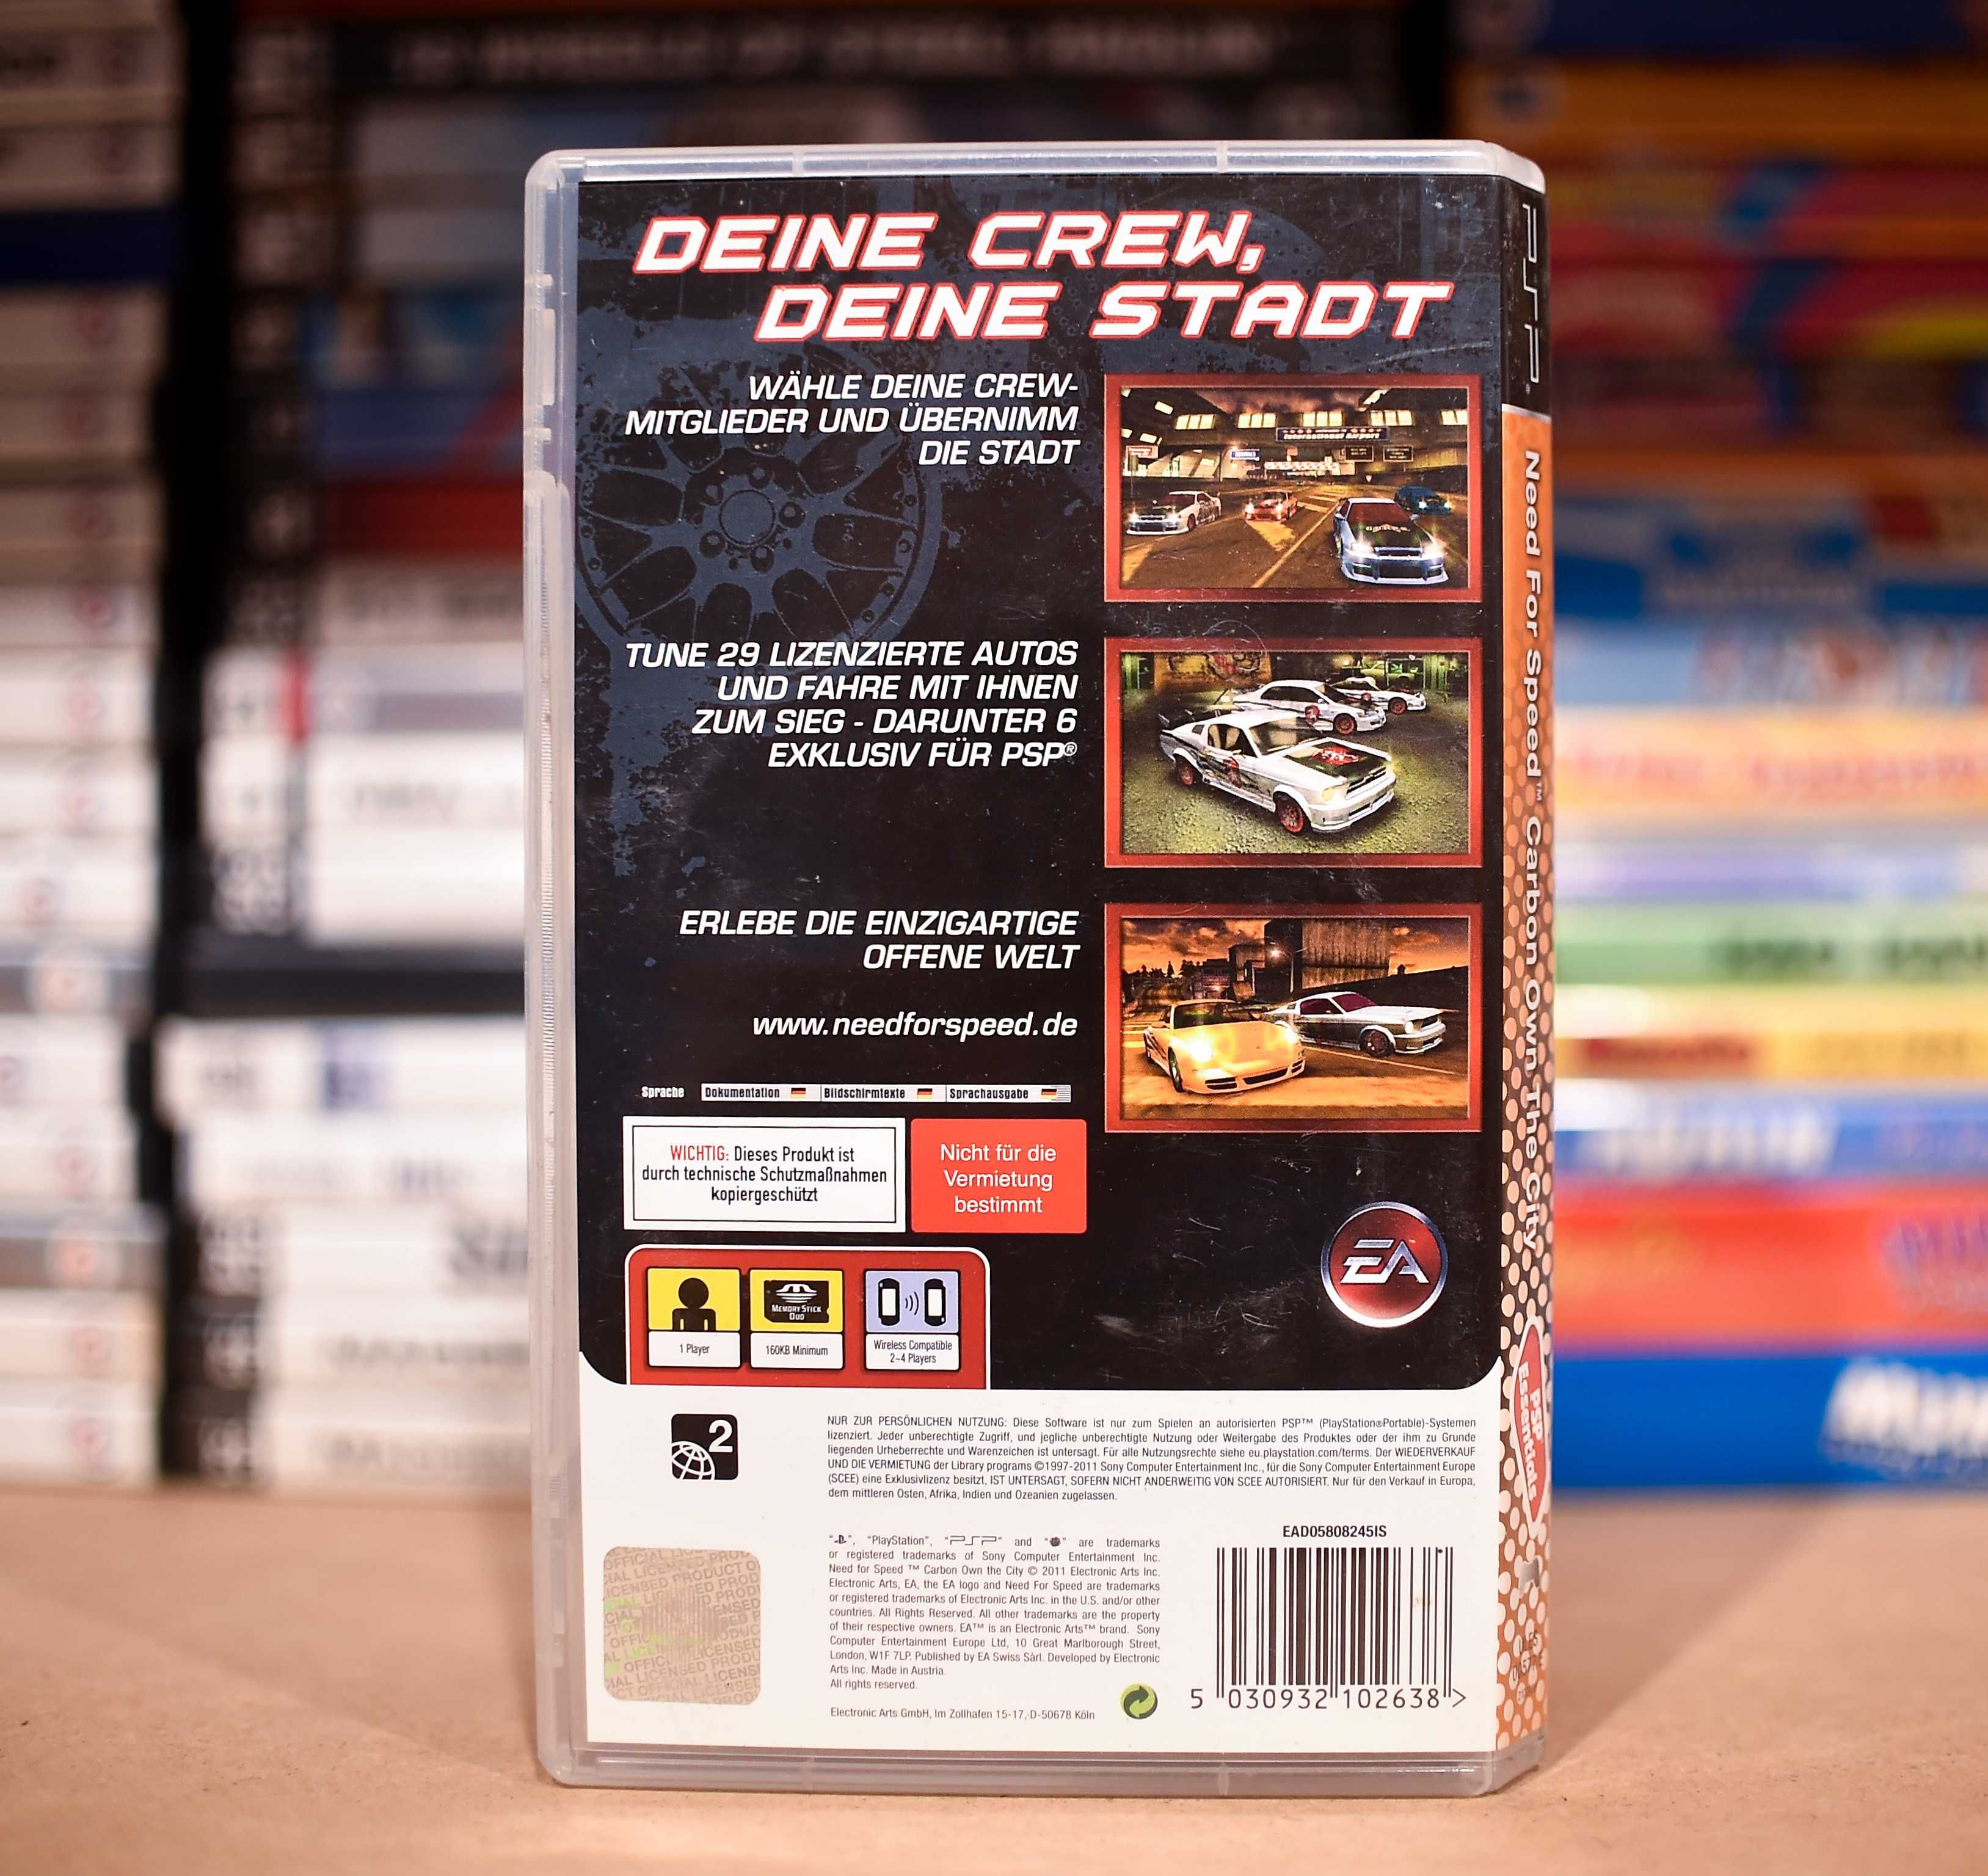 DEINE CREW,
DEINE STADT
WÄHLE DEINE CREW-
MITGLIEDER UND ÜBERNIMM
DIE STADT
International Airport
TUNE 29 LIZENZIERTE AUTOS
UND FAHRE MIT IHNEN
ZUM SIEG - DARUNTER 6
EXKLUSIV FÜR PSP®
ERLEBE DIE EINZIGARTIGE
OFFENE WELT
www.needforspeed.de
Sprache Dokumentation Bildschirmtexte Sprachausgabe
WICHTIG: Dieses Produkt ist
durch technische Schutzmaßnahmen
kopiergeschützt
Nicht für die
Vermietung
bestimmt
EA
MEMORY STICK
DUO
1 Player
160KB Minimum
Wireless Compatible
2-4 Players
2
NUR ZUR PERSÖNLICHEN NUTZUNG: Diese Software ist nur zum Spielen an autorisierten PSP™ (PlayStation®Portable)-Systemen
lizenziert. Jeder unberechtigte Zugriff, und jegliche unberechtigte Nutzung oder Weitergabe des Produktes oder der ihm zu Grunde
liegenden Urheberrechte und Warenzeichen ist untersagt. Für alle Nutzungsrechte siehe eu.playstation.com/terms. Der WIEDERVERKAUF
UND DIE VERMIETUNG der Library programs ©1997-2011 Sony Computer Entertainment Inc., für die Sony Computer Entertainment Europe
(SCEE) eine Exklusivlizenz besitzt, IST UNTERSAGT, SOFERN NICHT ANDERWEITIG VON SCEE AUTORISIERT. Nur für den Verkauf in Europa,
dem mittleren Osten, Afrika, Indien und Ozeanien zugelassen.
"PlayStation", "PSP" and are trademarks
or registered trademarks of Sony Computer Entertainment Inc.
Need for Speed ™ Carbon Own the City © 2011 Electronic Arts Inc.
Electronic Arts, EA, the EA logo and Need For Speed are trademarks
or registered trademarks of Electronic Arts Inc. in the U.S. and/or other
countries. All Rights Reserved. All other trademarks are the property
of their respective owners. EA™ is an Electronic Arts™ brand. Sony
Computer Entertainment Europe Ltd, 10 Great Marlborough Street,
London, W1F 7LP. Published by EA Swiss Sàrl. Developed by Electronic
Arts Inc. Made in Austria.
All rights reserved.
Electronic Arts GmbH, Im Zollhafen 15-17, D-50678 Köln
EAD05808245IS
5 030932 102638 >
OFFICIAL LICENSED PRODUCT
PSP
Need For Speed™ Carbon Own The City
PSP
Essentials